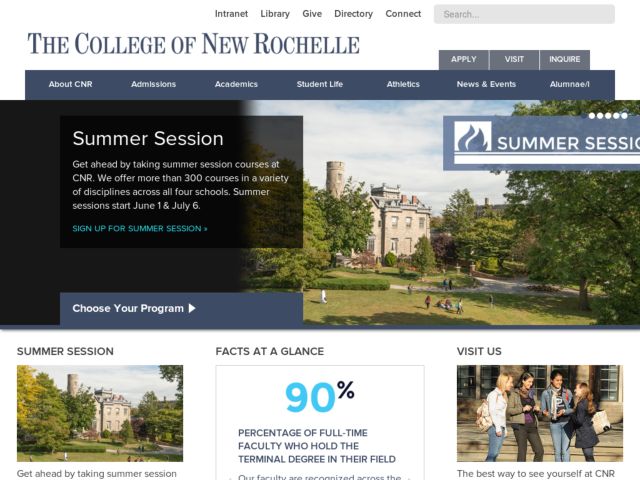 Intranet Library Give Directory Connect Search...
THE COLLEGE OF NEW ROCHELLE
APPLY VISIT INQUIRE
About CNR Admissions Academics Student Life Athletics News & Events Alumnae/i
Summer Session
Get ahead by taking summer session courses at
CNR. We offer more than 300 courses in a variety
of disciplines across all four schools. Summer
sessions start June 1 & July 6.
SIGN UP FOR SUMMER SESSION »
SUMMER SESSIO
Choose Your Program
SUMMER SESSION
Get ahead by taking summer session
FACTS AT A GLANCE
90%
PERCENTAGE OF FULL-TIME
FACULTY WHO HOLD THE
TERMINAL DEGREE IN THEIR FIELD
Our faculty are recognized across the
VISIT US
The best way to see yourself at CNR